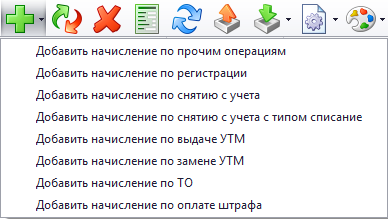 Добавить начисление по прочим операциям
Добавить начисление по регистрации
Добавить начисление по снятию с учета
Добавить начисление по снятию с учета с типом списание
Добавить начисление по выдаче УТМ
Добавить начисление по замене УТМ
Добавить начисление по ТО
Добавить начисление по оплате штрафа